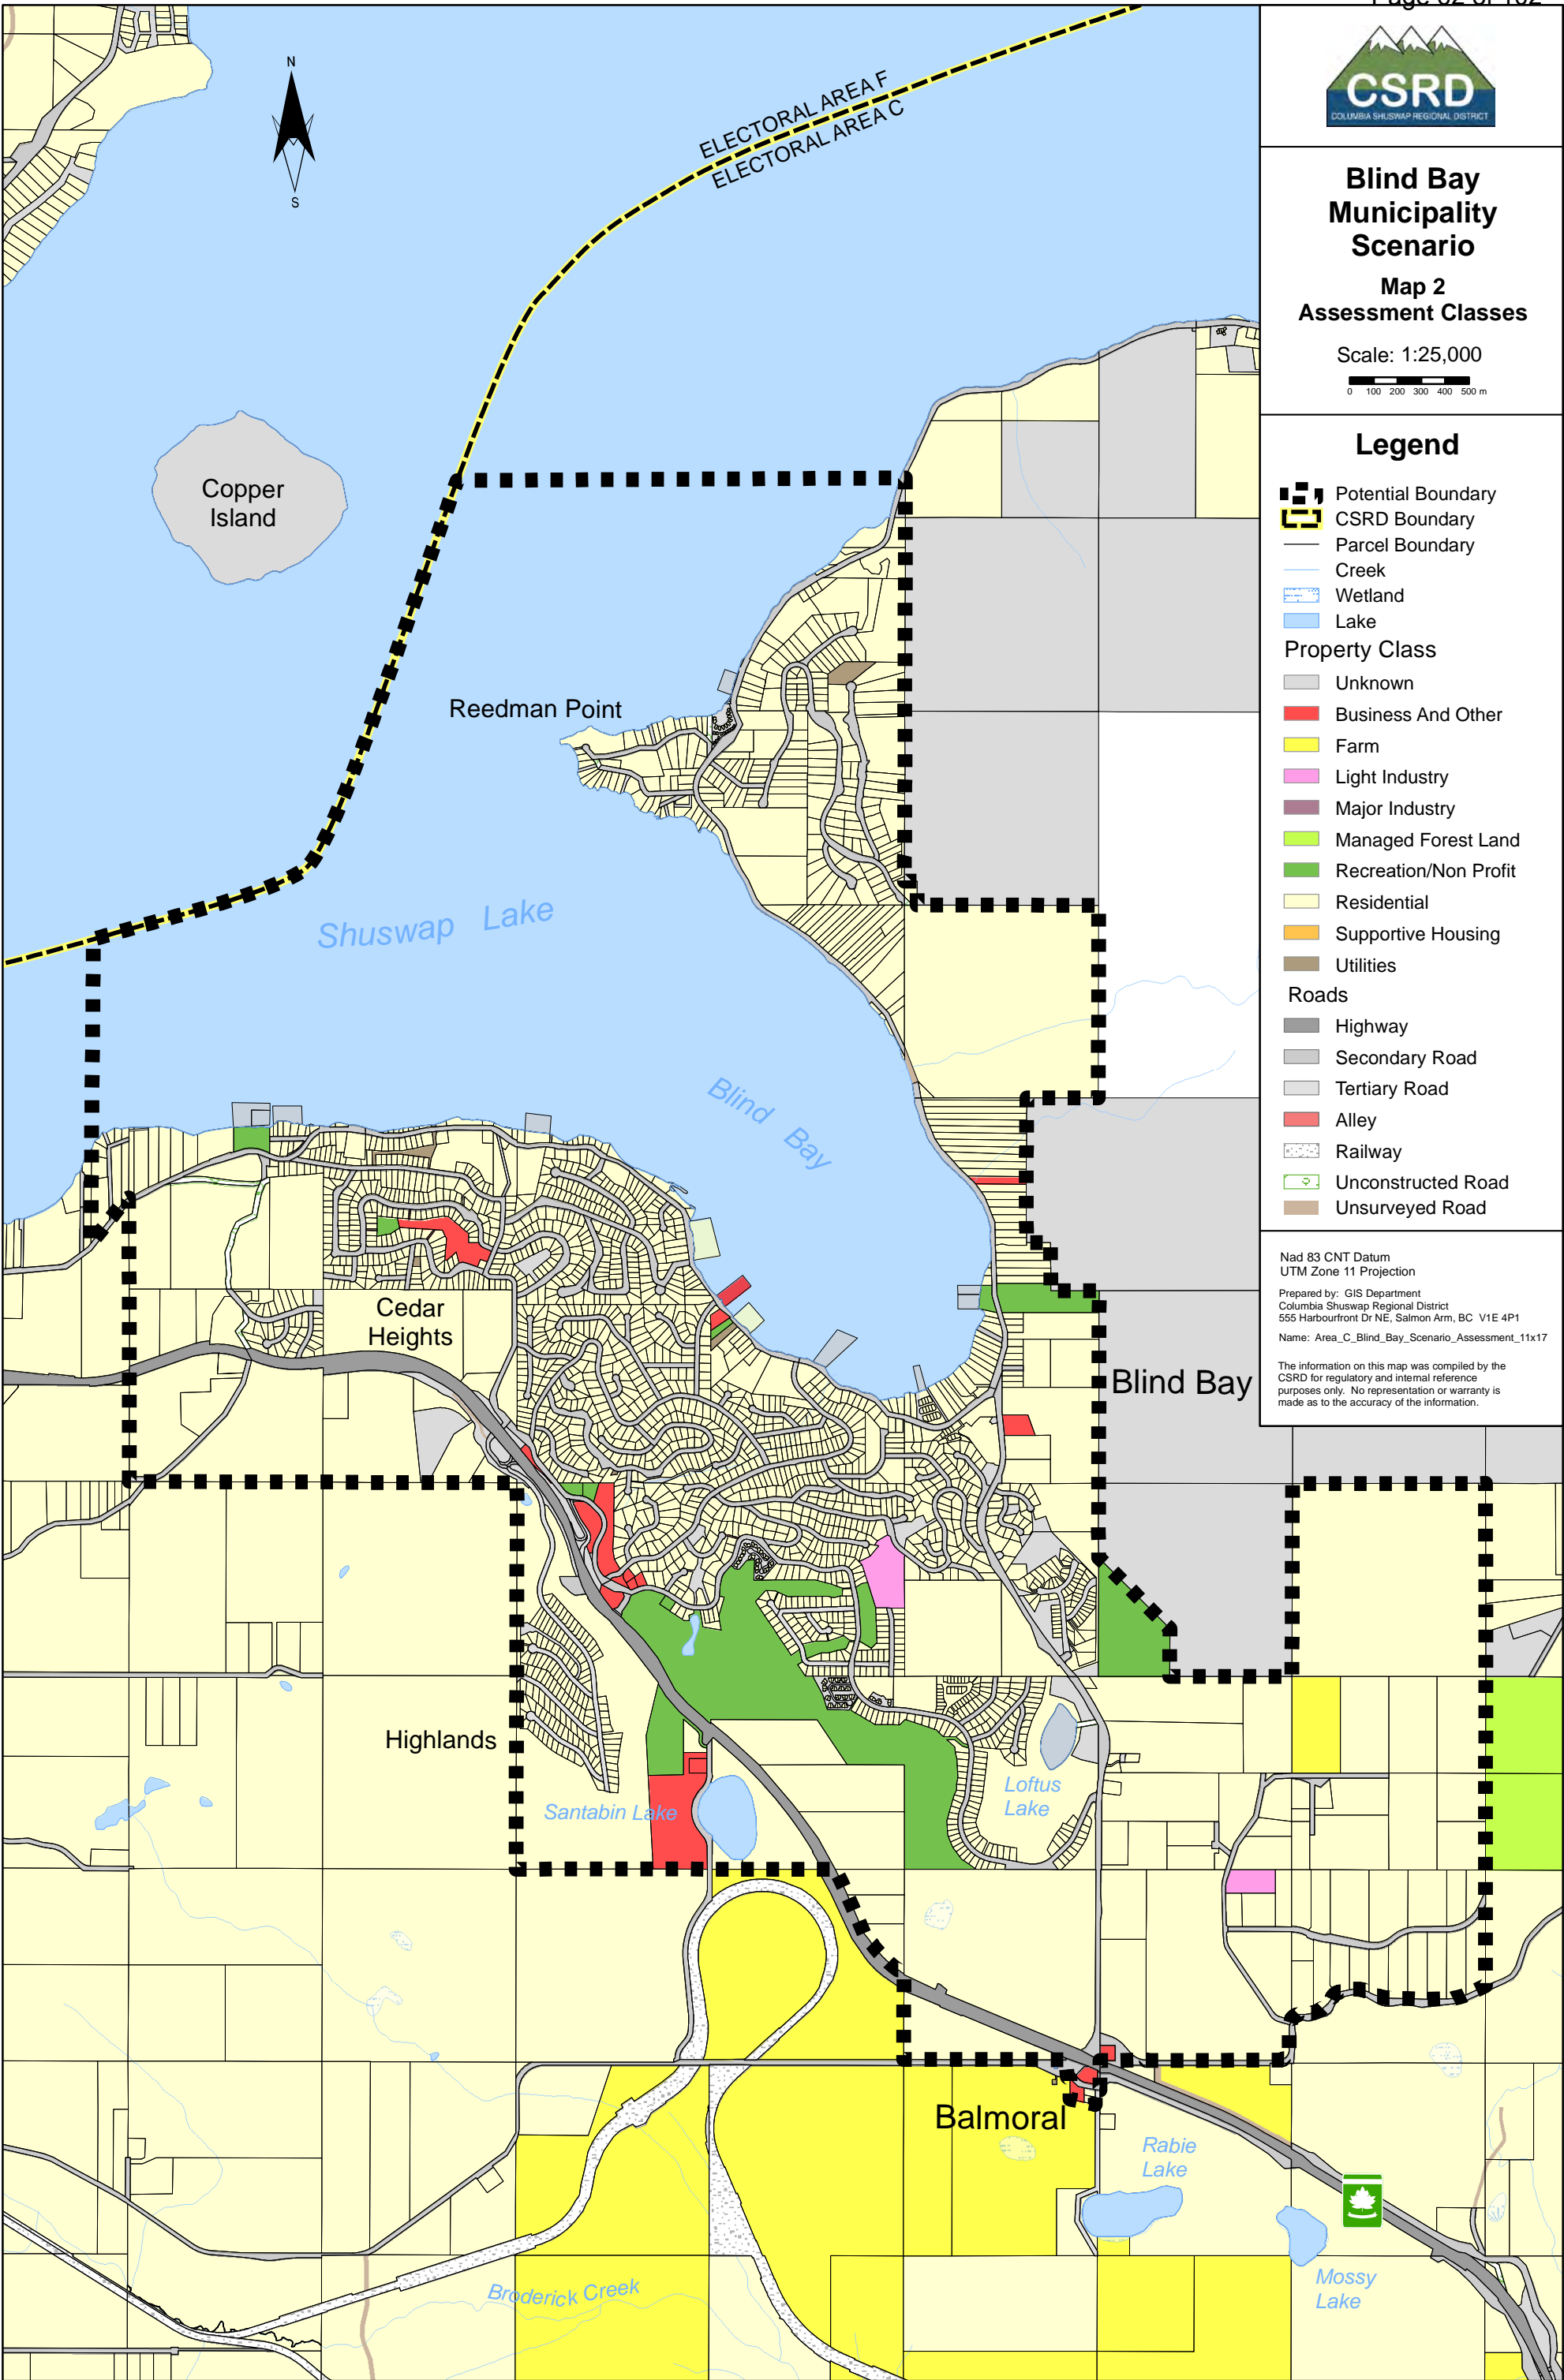 Page 62 of 102
CSRD
COLUMBIA SHUSWAP REGIONAL DISTRICT
Blind Bay
Municipality
Scenario
Map 2
Assessment Classes
Scale: 1:25,000
0 100 200 300 400 500 m
Legend
Potential Boundary
CSRD Boundary
Parcel Boundary
Creek
Wetland
Lake
Property Class
Unknown
Business And Other
Farm
Light Industry
Major Industry
Managed Forest Land
Recreation/Non Profit
Residential
Supportive Housing
Utilities
Roads
Highway
Secondary Road
Tertiary Road
Alley
Railway
Unconstructed Road
Unsurveyed Road
Nad 83 CNT Datum
UTM Zone 11 Projection
Prepared by: GIS Department
Columbia Shuswap Regional District
555 Harbourfront Dr NE, Salmon Arm, BC V1E 4P1
Name: Area_C_Blind_Bay_Scenario_Assessment_11x17
The information on this map was compiled by the
CSRD for regulatory and internal reference
purposes only. No representation or warranty is
made as to the accuracy of the information.
N
S
ELECTORAL AREA F
ELECTORAL AREA C
Copper
Island
Reedman Point
Shuswap Lake
Blind Bay
Cedar
Heights
Blind Bay
Highlands
Santabin Lake
Loftus
Lake
Balmoral
Rabie
Lake
Mossy
Lake
Broderick Creek